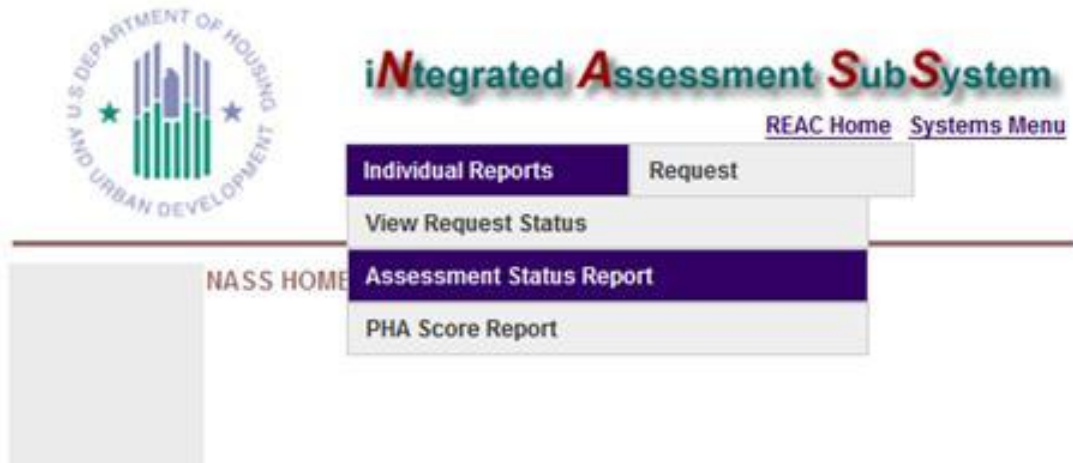 U.S. DEPARTMENT OF HOUSING
AND URBAN DEVELOPMENT
iNtegrated Assessment SubSystem
REAC Home Systems Menu
Individual Reports Request
View Request Status
NASS HOME Assessment Status Report
PHA Score Report